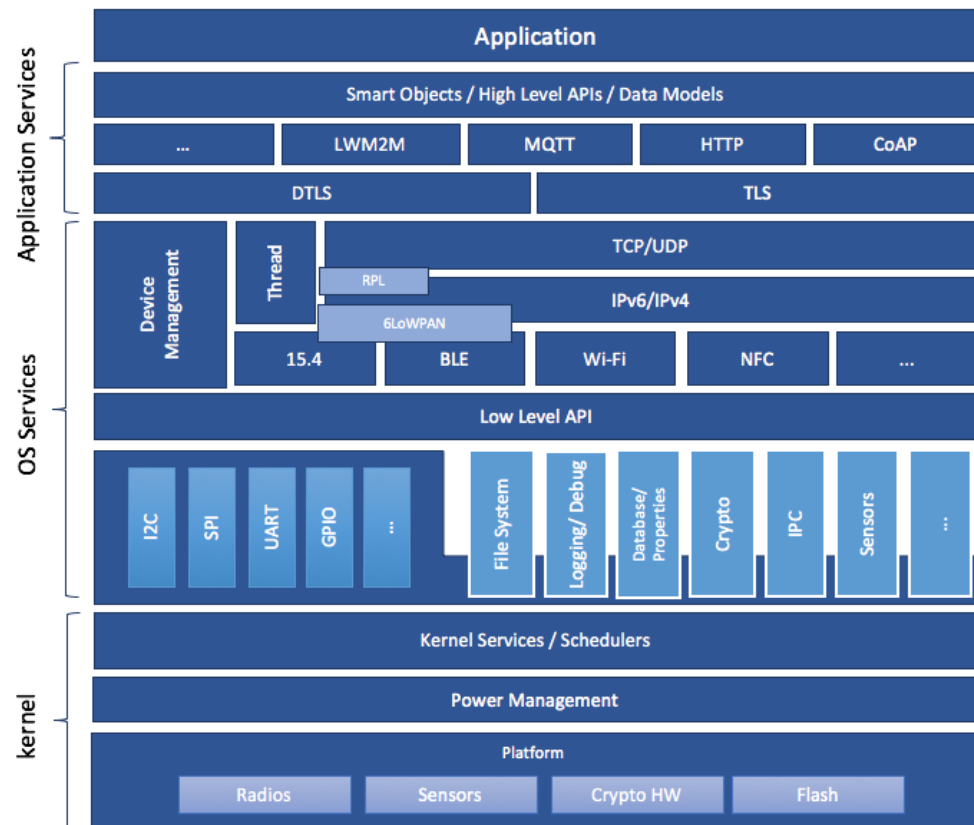 Application
Application Services
Smart Objects / High Level APIs / Data Models
...
LWM2M
MQTT
HTTP
CoAP
DTLS
TLS
OS Services
Device
Management
Thread
TCP/UDP
RPL
IPv6/IPv4
6LoWPAN
15.4
BLE
Wi-Fi
NFC
...
Low Level API
I2C
SPI
UART
GPIO
...
File System
Logging/ Debug
Database/
Properties
Crypto
IPC
Sensors
...
kernel
Kernel Services / Schedulers
Power Management
Platform
Radios
Sensors
Crypto HW
Flash